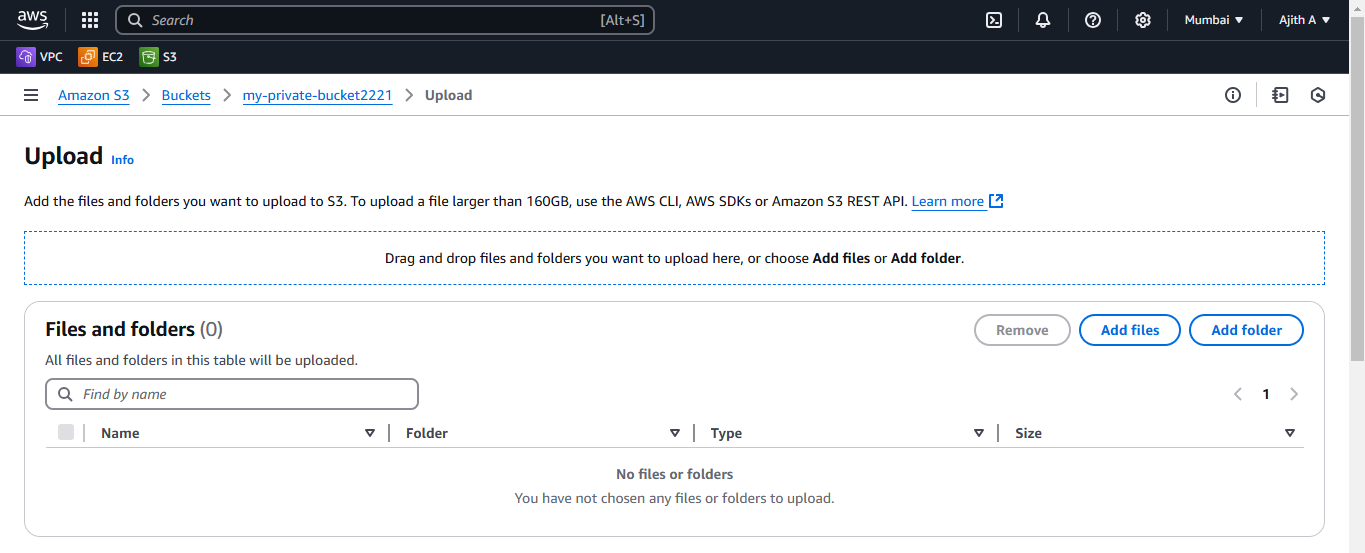 aws Search [Alt+S] Mumbai Ajith A
VPC EC2 S3
Amazon S3 Buckets my-private-bucket2221 Upload
Upload Info
Add the files and folders you want to upload to S3. To upload a file larger than 160GB, use the AWS CLI, AWS SDKs or Amazon S3 REST API. Learn more
Drag and drop files and folders you want to upload here, or choose Add files or Add folder.
Files and folders (0) Remove Add files Add folder
All files and folders in this table will be uploaded.
Find by name 1
Name Folder Type Size
No files or folders
You have not chosen any files or folders to upload.